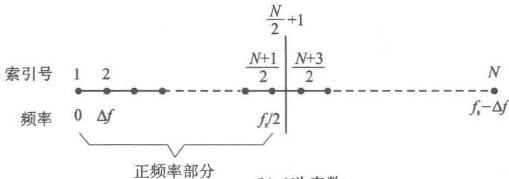 N/2 +1
索引号 1 2 (N+1)/2 (N+3)/2 N
频率 0 Δf fs/2 fs−Δf
正频率部分